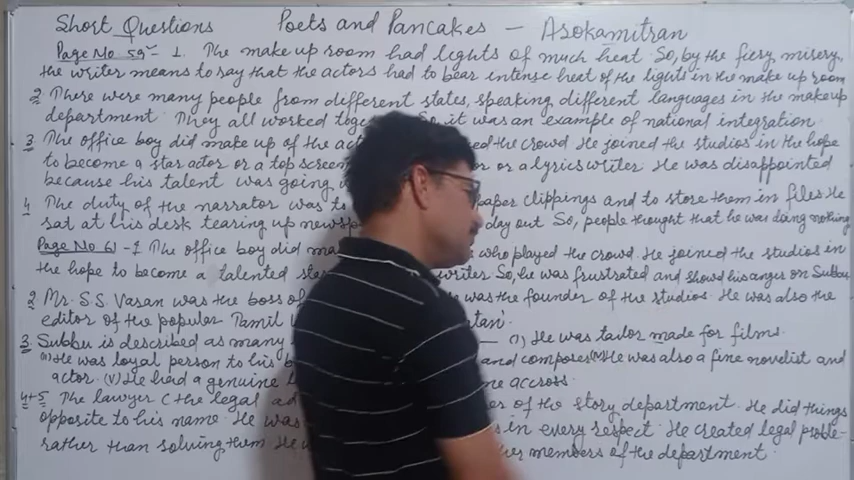 Short Questions Poets and Pancakes - Asokamitran
Page No. 59 - 1. The make up room had lights of much heat. So, by the fiery misery,
the writer means to say that the actors had to bear intense heat of the lights in the make up room
2 There were many people from different states, speaking different languages in the makeup
department. They all worked So, it was an example of national integration.
3 The office boy did make up of the the crowd. He joined the studios in the hope
to become a star actor or a top screen or a lyrics writer. He was disappointed
because his talent was going
4 The duty of the narrator was to clippings and to store them in files. He
sat at his desk tearing up day out. So, people thought that he was doing nothing
Page No. 61 - 1 The office boy did who played the crowd. He joined the studios in
the hope to become a talented writer. So, he was frustrated and showed his anger on Subbu
2 Mr. S.S. Vasan was the boss of was the founder of the studios. He was also the
editor of the popular Tamil
3 Subbu is described as many (i) He was tailor made for films.
(ii) He was loyal person to his and composes (iv) He was also a fine novelist and
actor. (v) He had a genuine accross.
4+5 The lawyer ( the legal of the story department. He did things
opposite to his name. He was in every respect. He created legal proble-
rather than solving them. He members of the department.